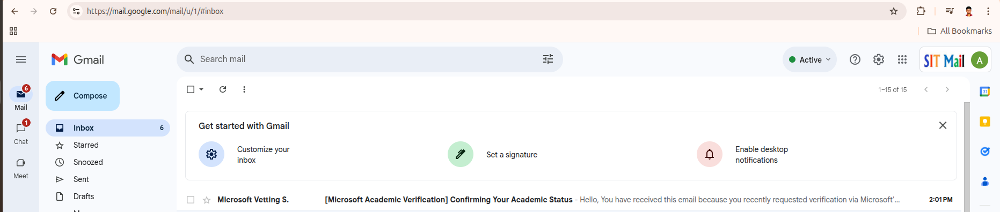 https://mail.google.com/mail/u/1/#inbox
All Bookmarks
Gmail
Search mail
Active
SIT Mail
A
6
Mail
1
Chat
Meet
Compose
Inbox 6
Starred
Snoozed
Sent
Drafts
1–15 of 15
31
Get started with Gmail
Customize your
inbox
Set a signature
Enable desktop
notifications
Microsoft Vetting S. [Microsoft Academic Verification] Confirming Your Academic Status - Hello, You have received this email because you recently requested verification via Microsoft'... 2:01 PM